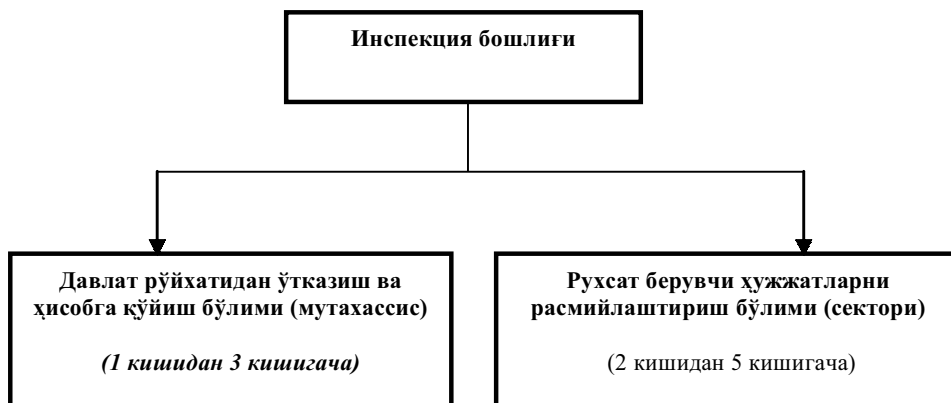 Инспекция бошлиғи
Давлат рўйхатидан ўтказиш ва
ҳисобга қўйиш бўлими (мутахассис)
(1 кишидан 3 кишигача)
Рухсат берувчи ҳужжатларни
расмийлаштириш бўлими (сектори)
(2 кишидан 5 кишигача)